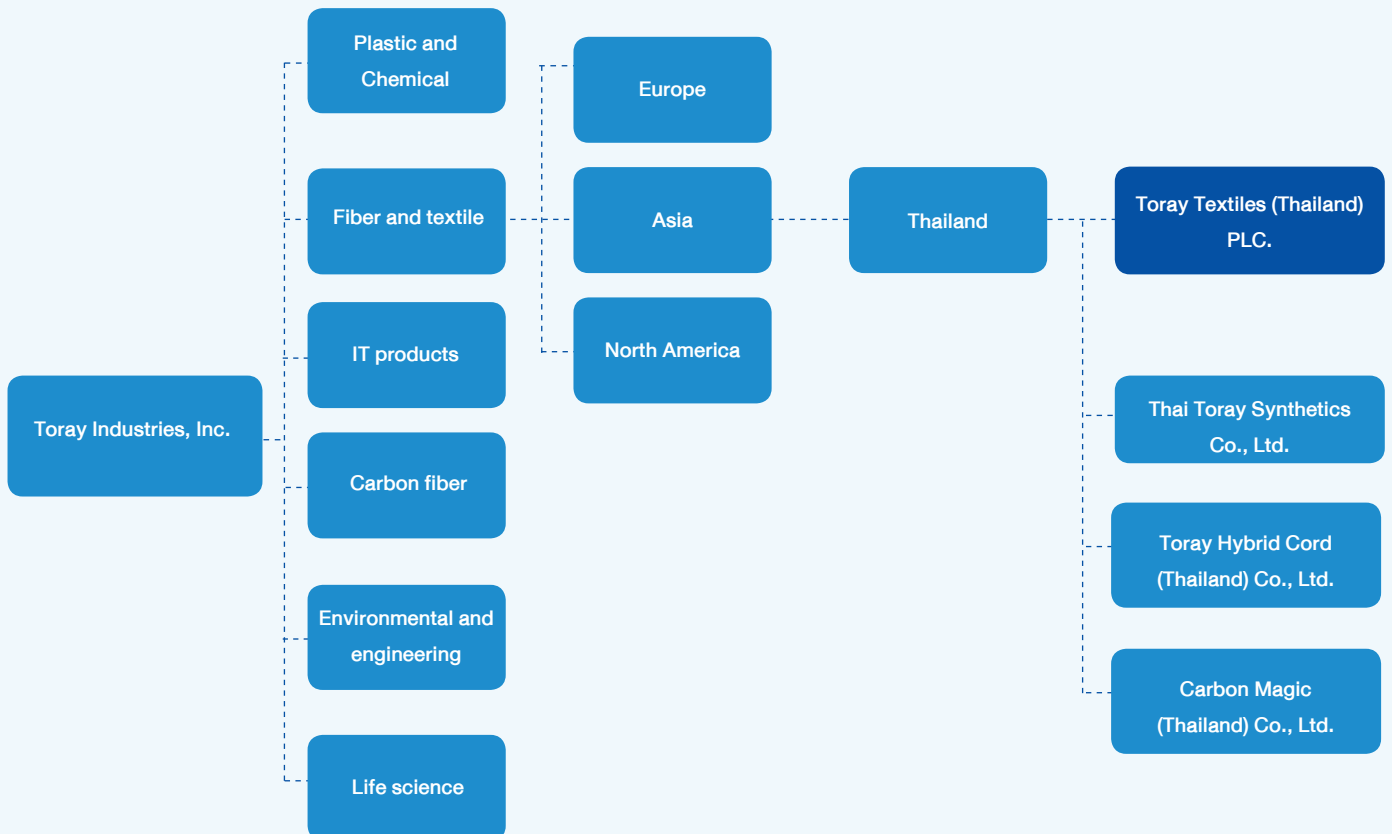 Toray Industries, Inc.
Plastic and
Chemical
Fiber and textile
IT products
Carbon fiber
Environmental and
engineering
Life science
Europe
Asia
North America
Thailand
Toray Textiles (Thailand)
PLC.
Thai Toray Synthetics
Co., Ltd.
Toray Hybrid Cord
(Thailand) Co., Ltd.
Carbon Magic
(Thailand) Co., Ltd.